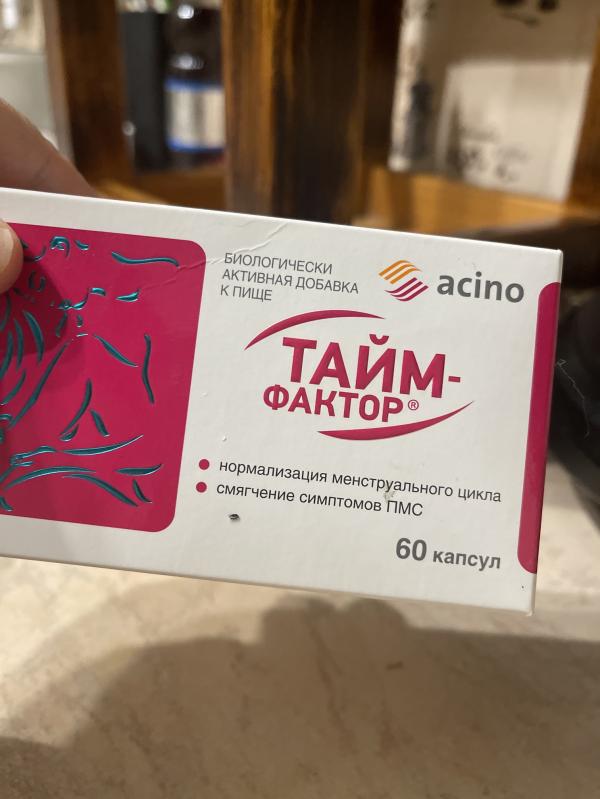 БИОЛОГИЧЕСКИ
АКТИВНАЯ ДОБАВКА
К ПИЩЕ
acino
ТАЙМ-
ФАКТОР®
нормализация менструального цикла
смягчение симптомов ПМС
60 капсул